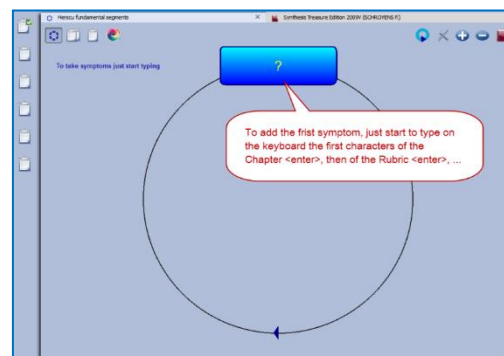 Herscu fundamental segments
Synthesis Treasure Edition 2009V (SCHROYENS F.)
To take symptoms just start typing
?
To add the frist symptom, just start to type on
the keyboard the first characters of the
Chapter <enter>, then of the Rubric <enter>, ...